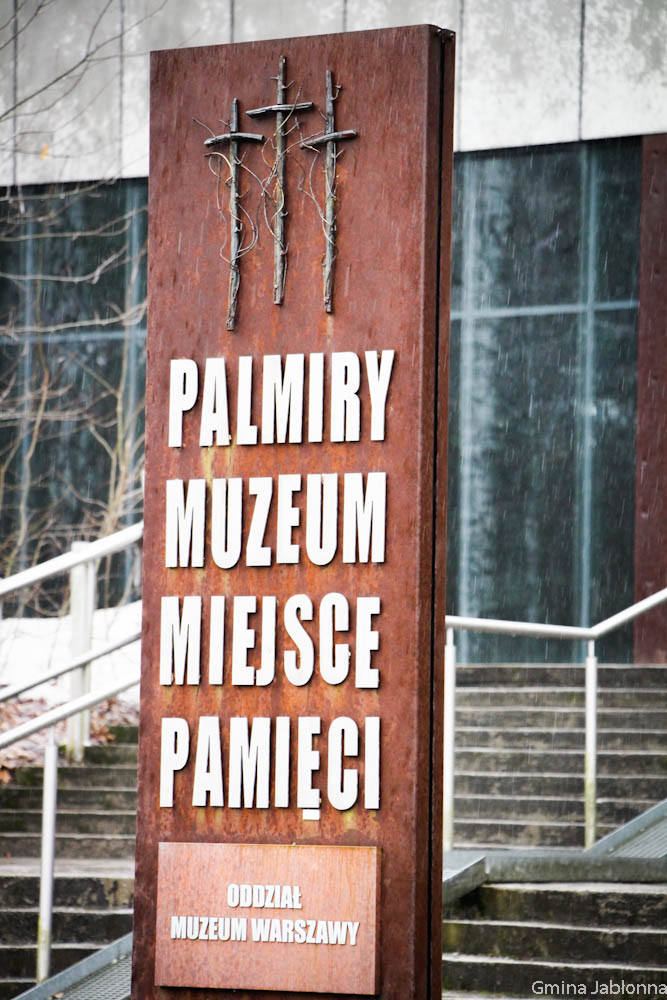 PALMIRY
MUZEUM
MIEJSCE
PAMIĘCI
ODDZIAŁ
MUZEUM WARSZAWY
Gmina Jabłonna